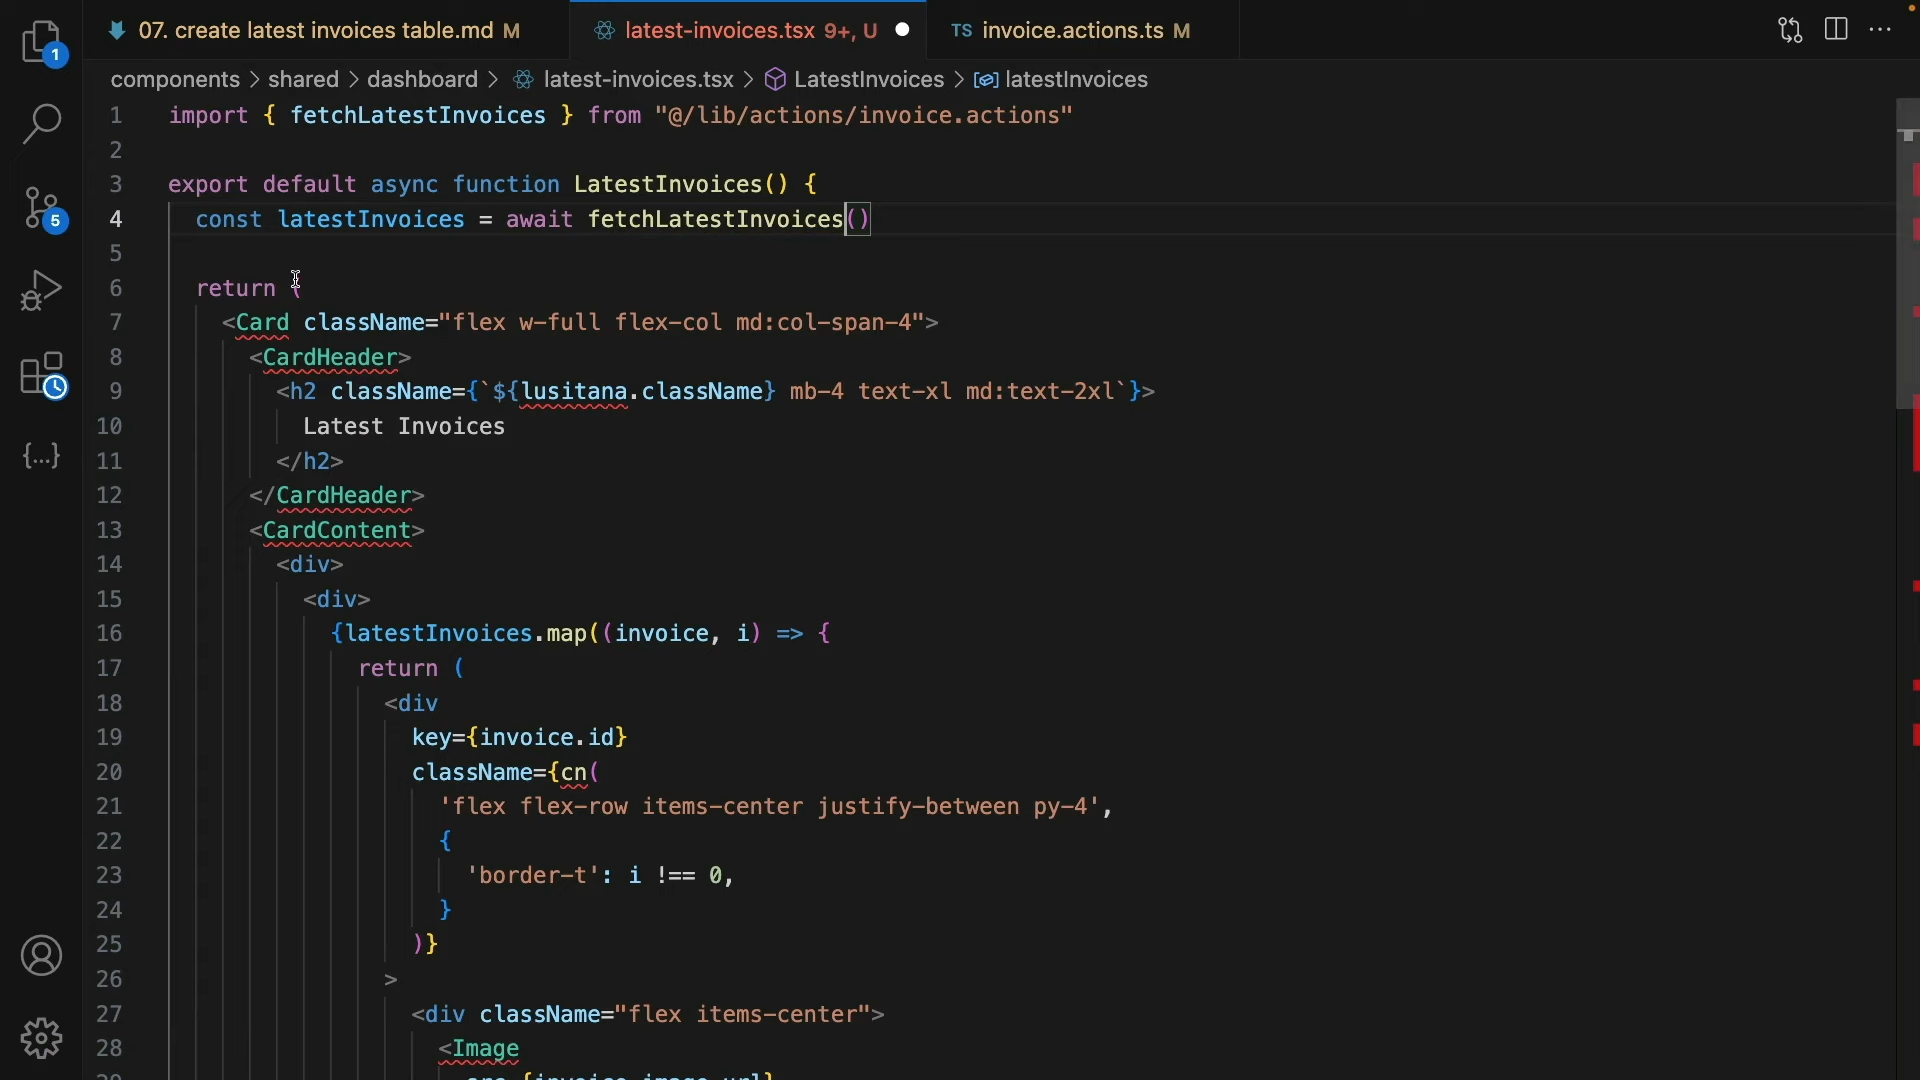 1
07. create latest invoices table.md M
latest-invoices.tsx 9+, U
TS invoice.actions.ts M
components > shared > dashboard > latest-invoices.tsx > LatestInvoices > latestInvoices
1 import { fetchLatestInvoices } from "@/lib/actions/invoice.actions"
2
3 export default async function LatestInvoices() {
4 const latestInvoices = await fetchLatestInvoices()
5
6 return (
7 <Card className="flex w-full flex-col md:col-span-4">
8 <CardHeader>
9 <h2 className={`${lusitana.className} mb-4 text-xl md:text-2xl`}>
10 Latest Invoices
11 </h2>
12 </CardHeader>
13 <CardContent>
14 <div>
15 <div>
16 {latestInvoices.map((invoice, i) => {
17 return (
18 <div
19 key={invoice.id}
20 className={cn(
21 'flex flex-row items-center justify-between py-4',
22 {
23 'border-t': i !== 0,
24 }
25 )}
26 >
27 <div className="flex items-center">
28 <Image
29 src={invoice.image_url}
5
{...}